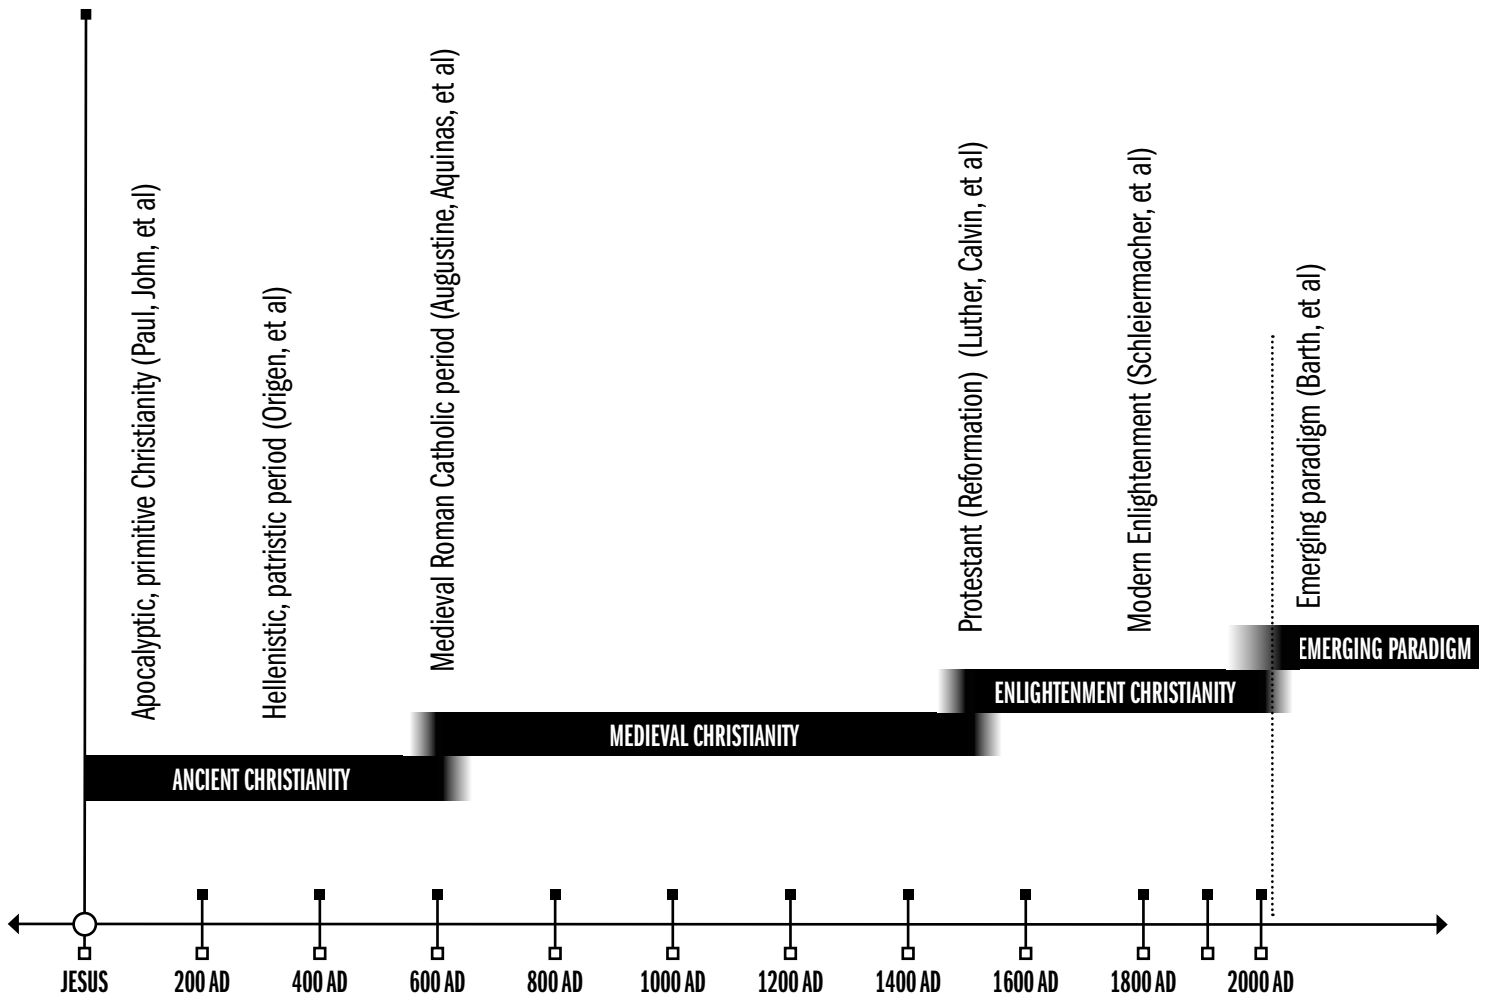 Apocalyptic, primitive Christianity (Paul, John, et al)
Hellenistic, patristic period (Origen, et al)
Medieval Roman Catholic period (Augustine, Aquinas, et al)
Protestant (Reformation) (Luther, Calvin, et al)
Modern Enlightenment (Schleiermacher, et al)
Emerging paradigm (Barth, et al)
EMERGING PARADIGM
ENLIGHTENMENT CHRISTIANITY
MEDIEVAL CHRISTIANITY
ANCIENT CHRISTIANITY
JESUS 200 AD 400 AD 600 AD 800 AD 1000 AD 1200 AD 1400 AD 1600 AD 1800 AD 2000 AD